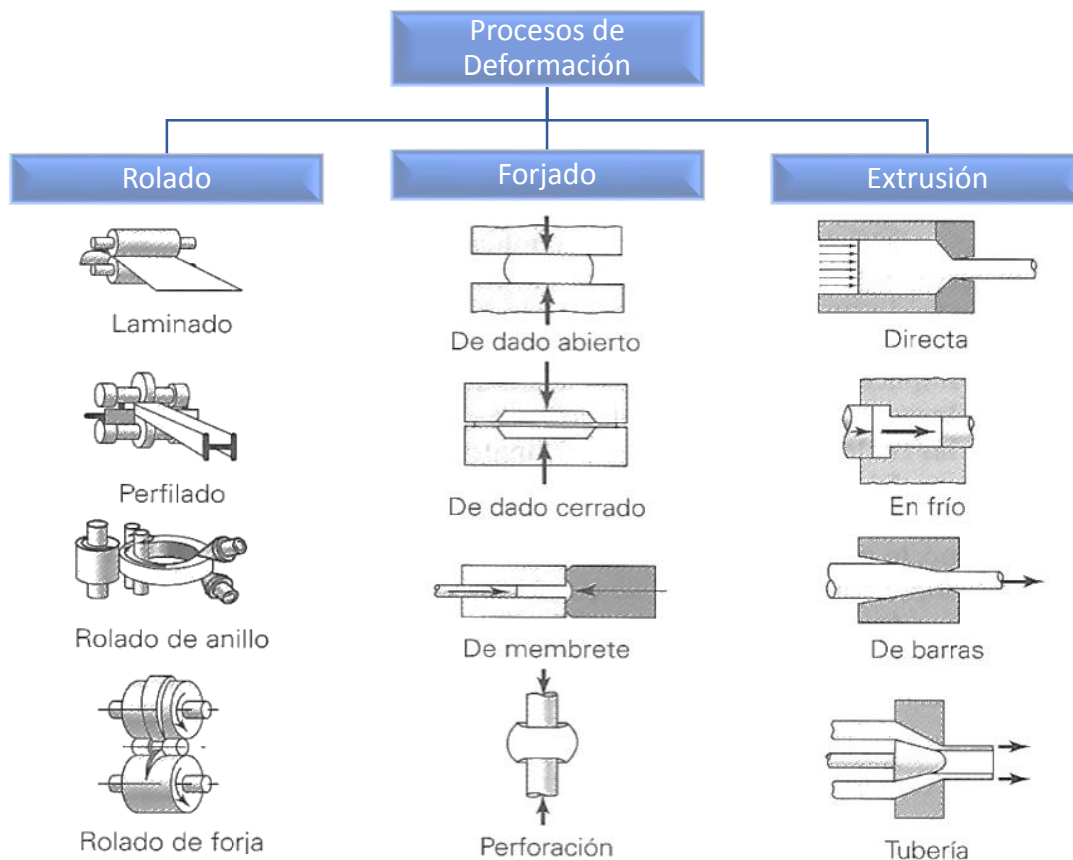 Procesos de
Deformación
Rolado
Forjado
Extrusión
Laminado
De dado abierto
Directa
Perfilado
De dado cerrado
En frío
Rolado de anillo
De membrete
De barras
Rolado de forja
Perforación
Tubería